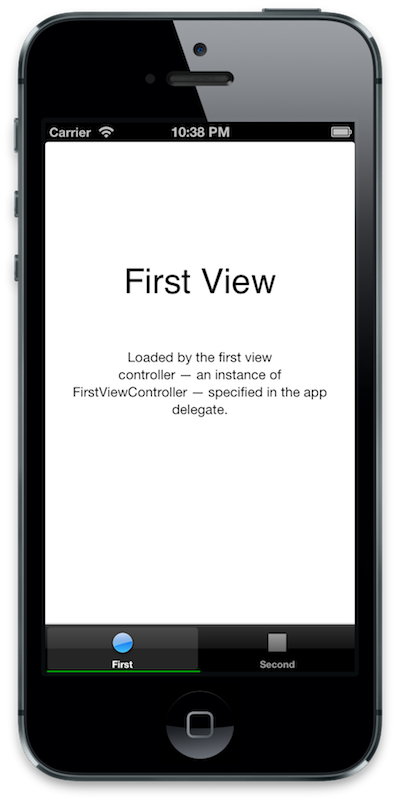 Carrier 10:38 PM
First View
Loaded by the first view
controller — an instance of
FirstViewController — specified in the app
delegate.
First Second